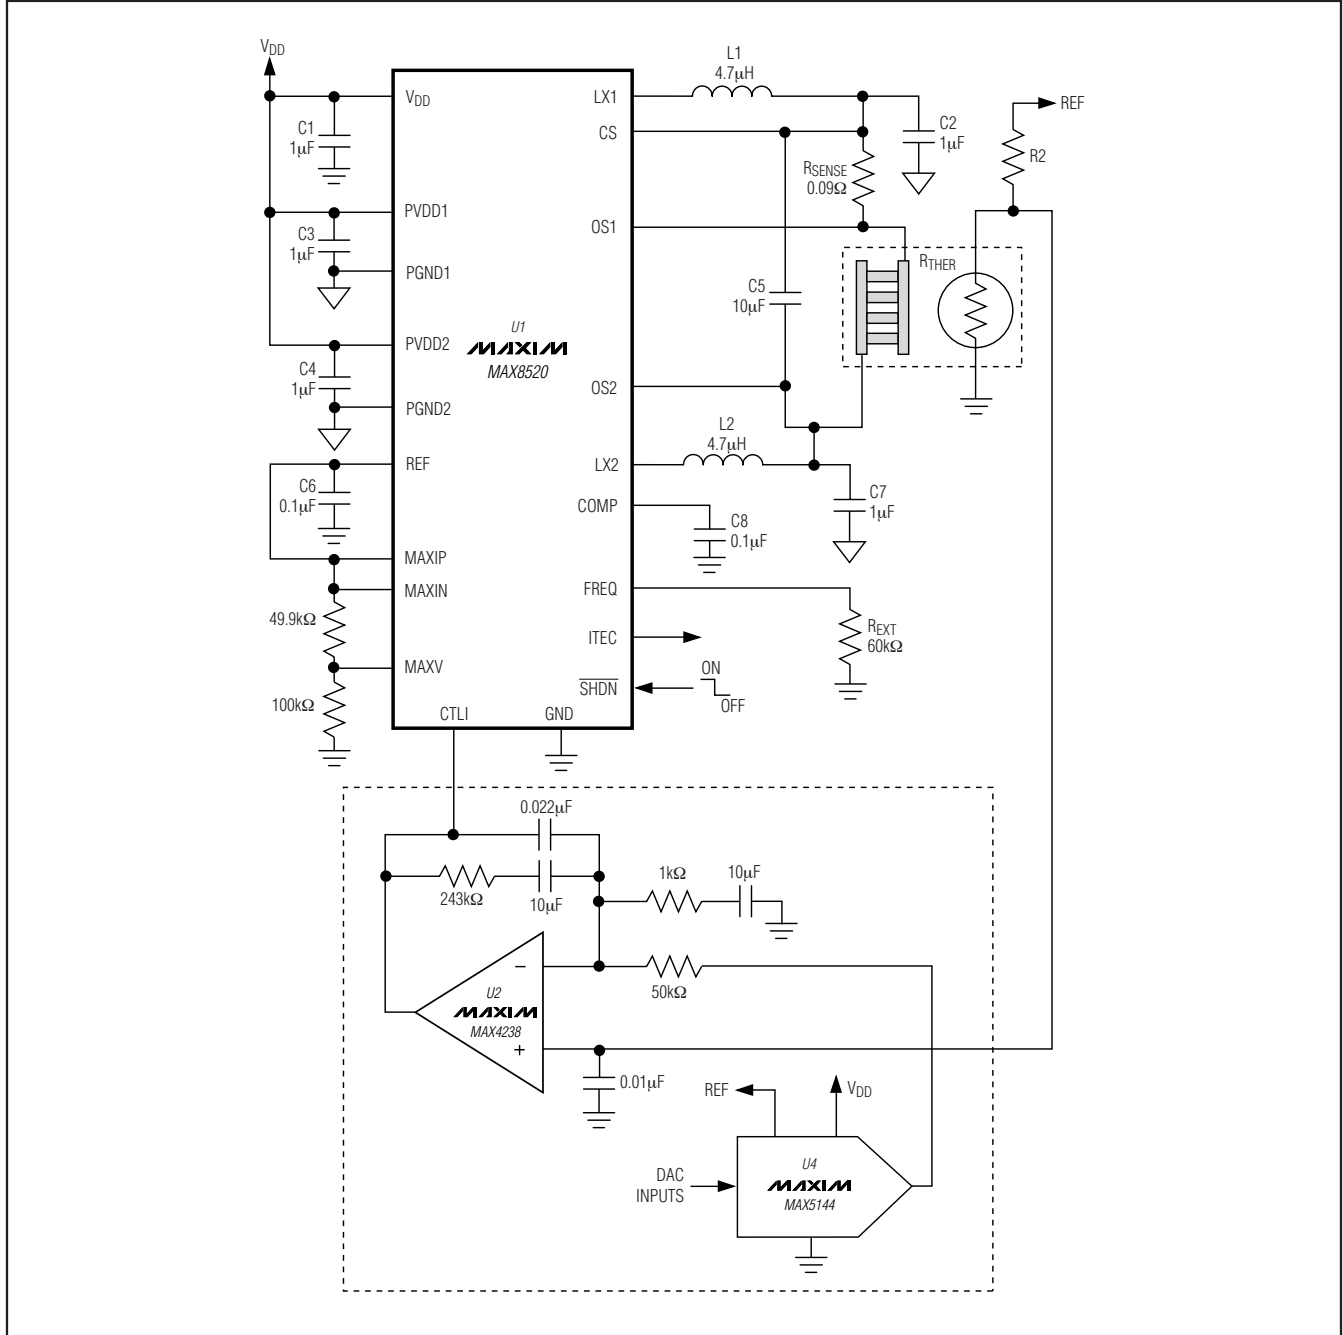 VDD
C1
1µF
C3
1µF
C4
1µF
C6
0.1µF
49.9kΩ
100kΩ
VDD
PVDD1
PGND1
PVDD2
PGND2
REF
MAXIP
MAXIN
MAXV
CTLI
GND
U1
MAXIM
MAX8520
LX1
CS
OS1
OS2
LX2
COMP
FREQ
ITEC
SHDN
L1
4.7µH
C2
1µF
RSENSE
0.09Ω
REF
R2
RTHER
C5
10µF
L2
4.7µH
C7
1µF
C8
0.1µF
REXT
60kΩ
ON
OFF
0.022µF
243kΩ
10µF
1kΩ
10µF
50kΩ
−
U2
MAXIM
MAX4238
+
0.01µF
REF
VDD
DAC
INPUTS
U4
MAXIM
MAX5144